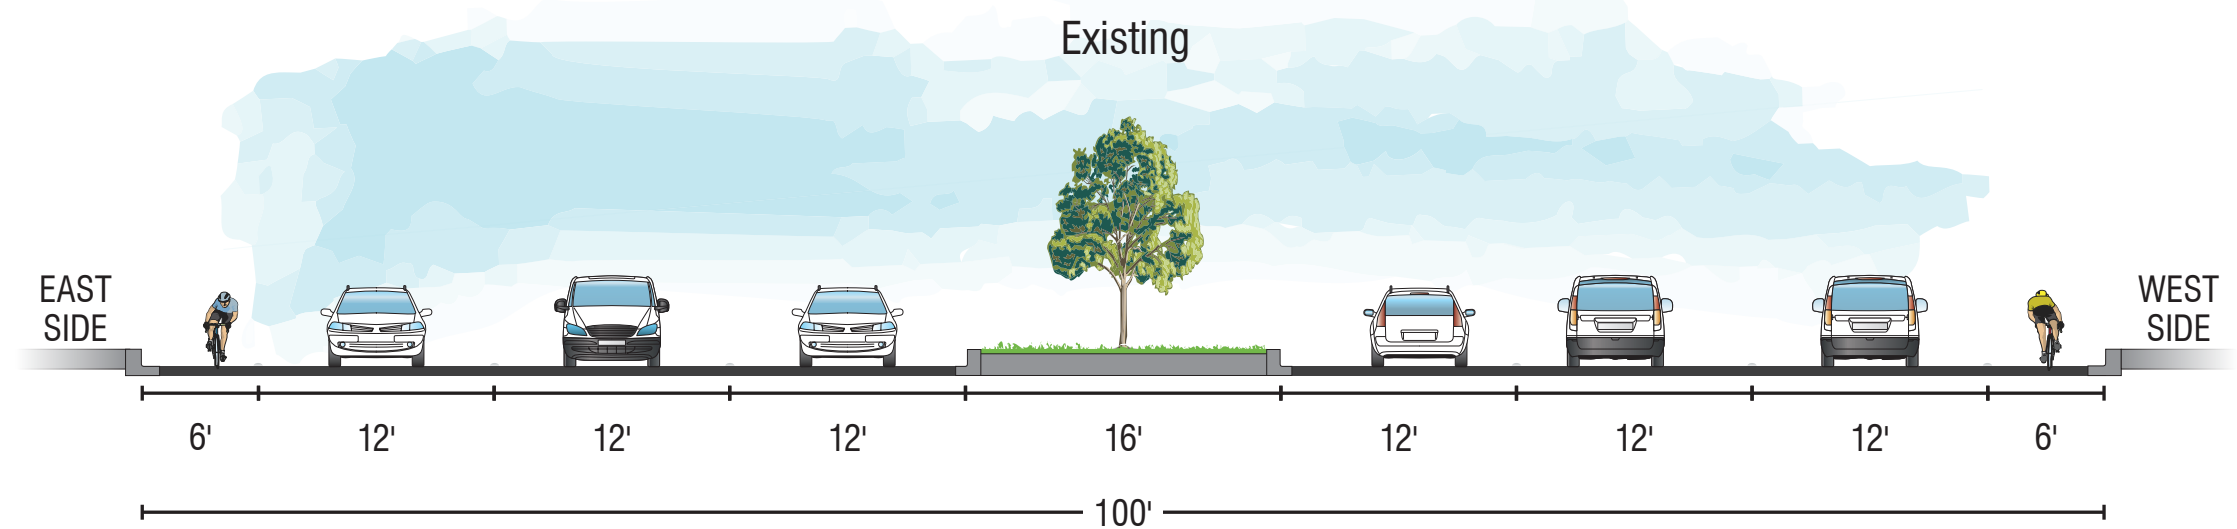 Existing
EAST
SIDE
WEST
SIDE
6' 12' 12' 12' 16' 12' 12' 12' 6'
100'